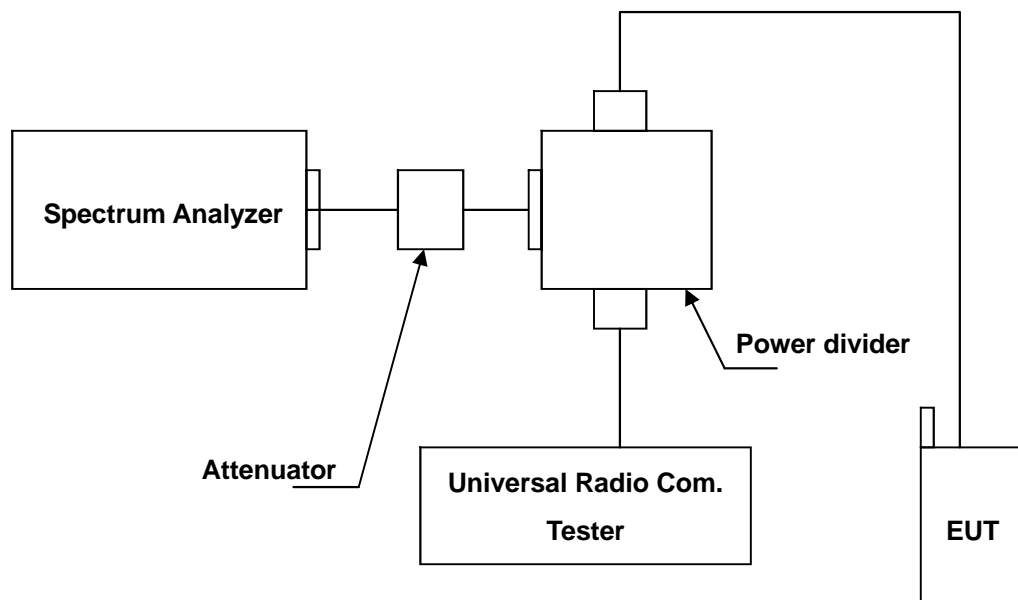 Spectrum Analyzer
Power divider
Attenuator
Universal Radio Com.
Tester
EUT